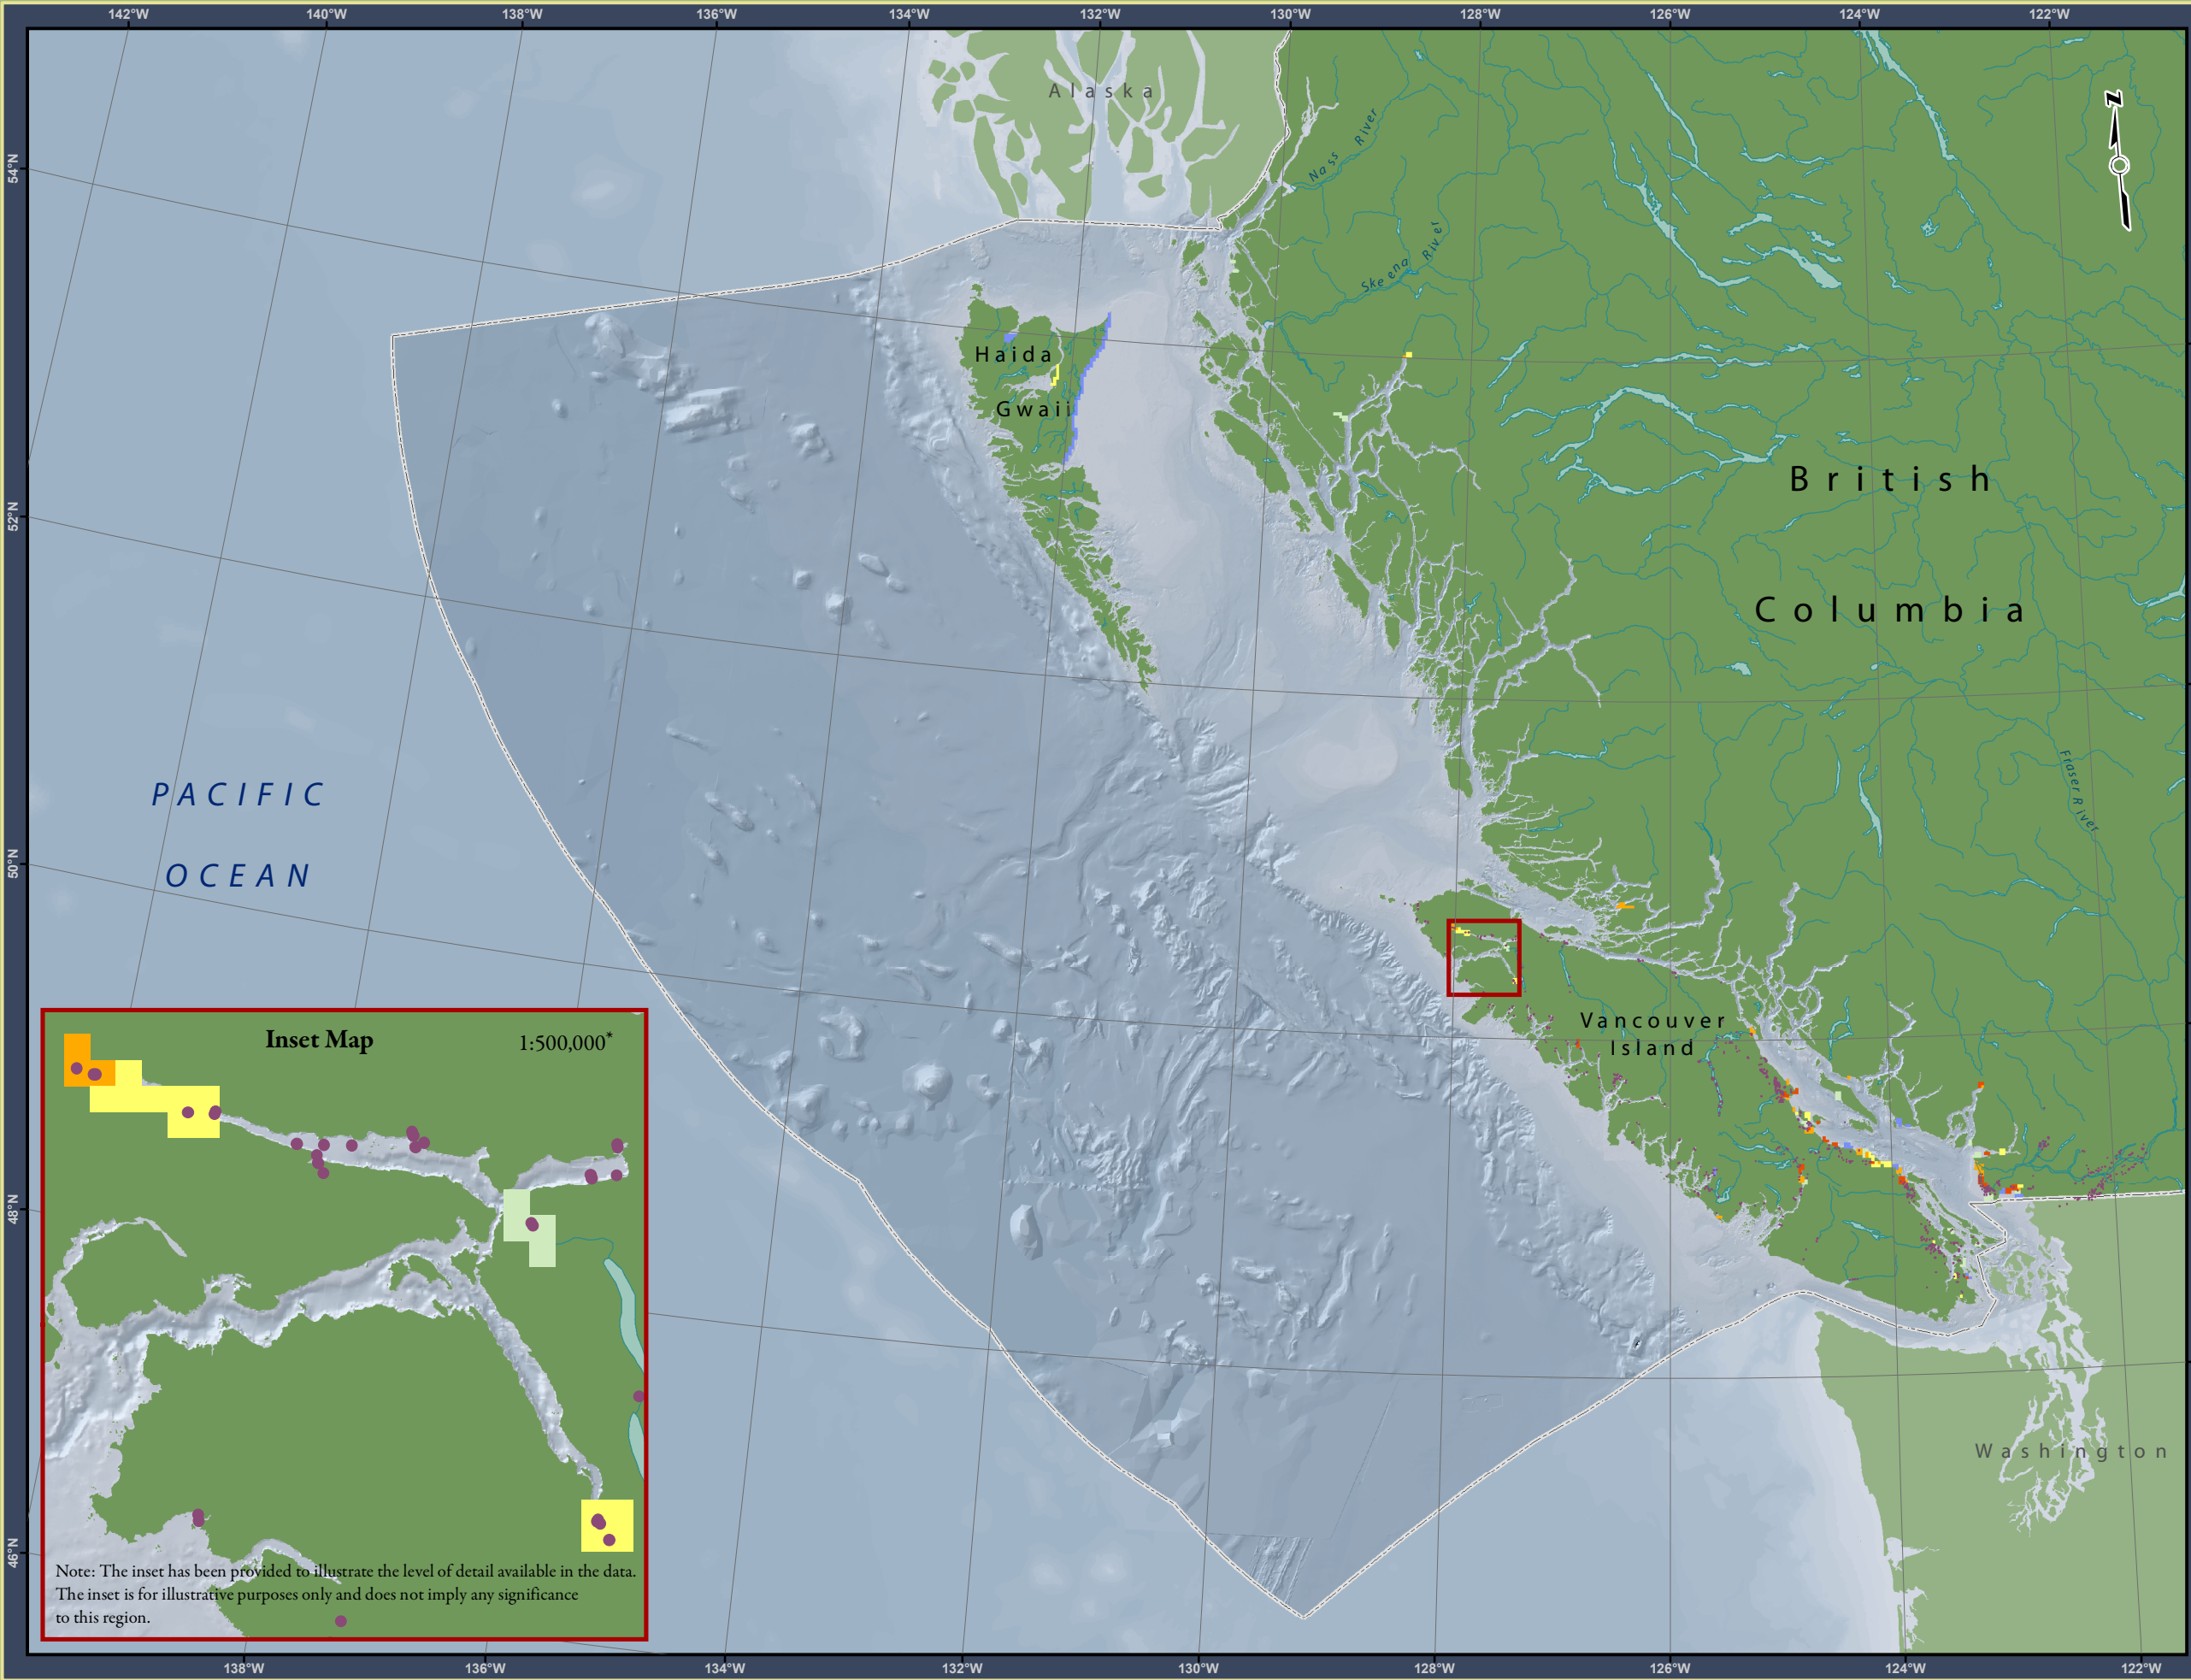 142°W 140°W 138°W 136°W 134°W 132°W 130°W 128°W 126°W 124°W 122°W
Alaska
N
Nass River
54°N
Skeena River
Haida
Gwaii
British
52°N
Columbia
Fraser River
PACIFIC
OCEAN
50°N
Vancouver
Island
Inset Map 1:500,000*
48°N
Washington
46°N
Note: The inset has been provided to illustrate the level of detail available in the data.
The inset is for illustrative purposes only and does not imply any significance
to this region.
138°W 136°W 134°W 132°W 130°W 128°W 126°W 124°W 122°W